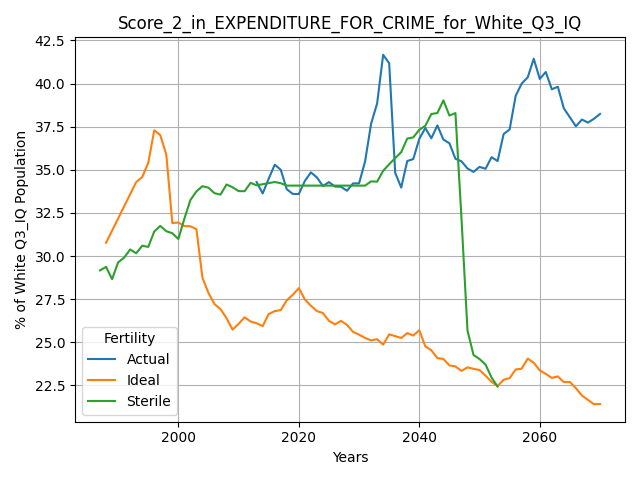 Score_2_in_EXPENDITURE_FOR_CRIME_for_White_Q3_IQ
% of White Q3_IQ Population
42.5
40.0
37.5
35.0
32.5
30.0
27.5
25.0
22.5
Fertility
Actual
Ideal
Sterile
2000
2020
2040
2060
Years